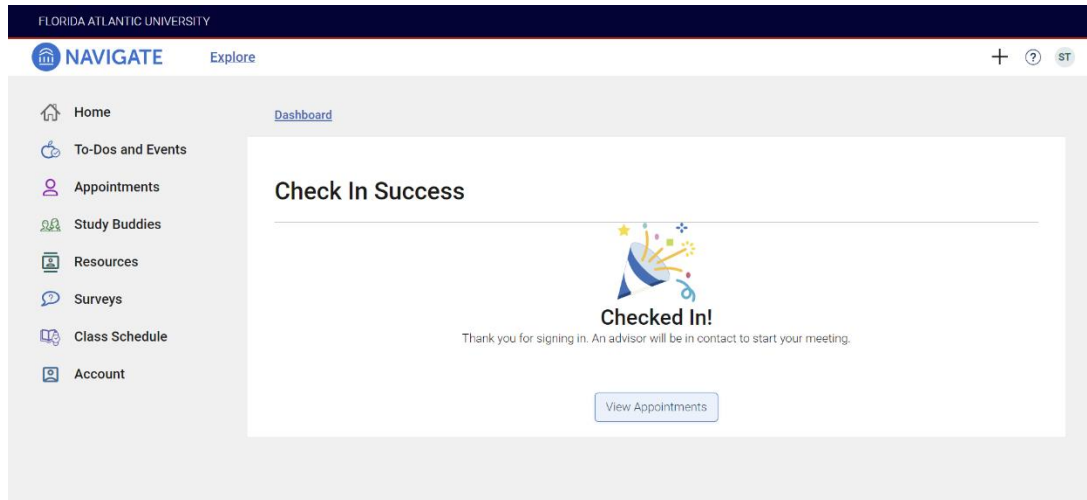 FLORIDA ATLANTIC UNIVERSITY
NAVIGATE
Explore
?
ST
Home
To-Dos and Events
Appointments
Study Buddies
Resources
Surveys
Class Schedule
Account
Dashboard
Check In Success
Checked In!
Thank you for signing in. An advisor will be in contact to start your meeting.
View Appointments